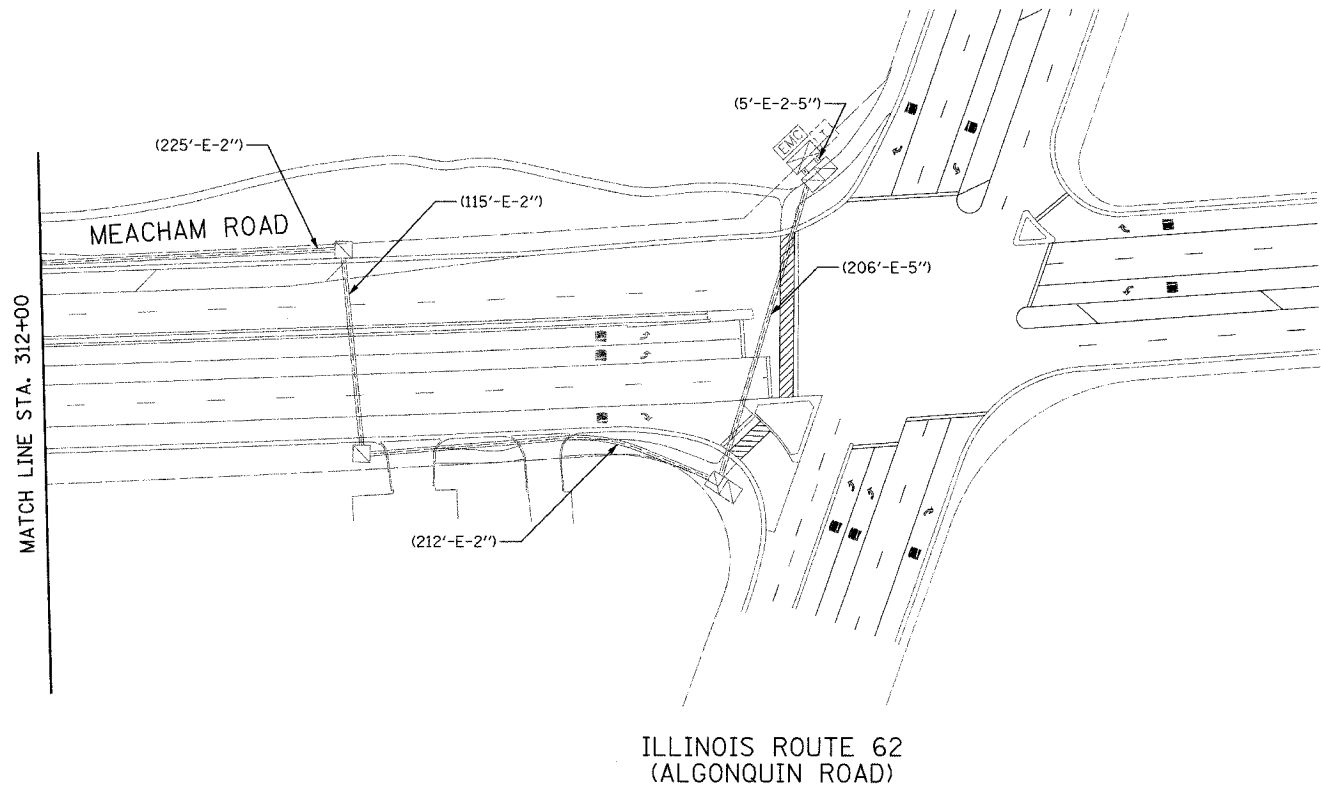 (5'-E-2-5")
EMC
T
(225'-E-2")
(115'-E-2")
MEACHAM ROAD
(206'-E-5")
MATCH LINE STA. 312+00
(212'-E-2")
ILLINOIS ROUTE 62
(ALGONQUIN ROAD)